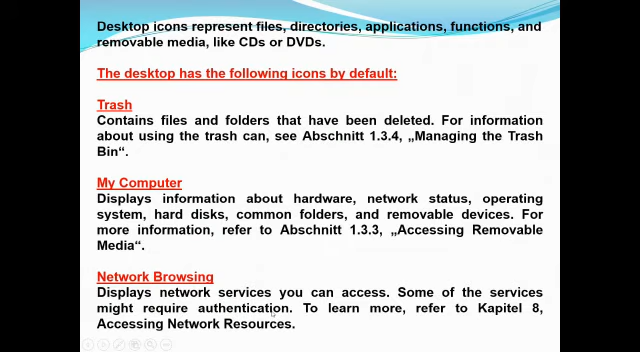 Desktop icons represent files, directories, applications, functions, and
removable media, like CDs or DVDs.
The desktop has the following icons by default:
Trash
Contains files and folders that have been deleted. For information
about using the trash can, see Abschnitt 1.3.4, „Managing the Trash
Bin“.
My Computer
Displays information about hardware, network status, operating
system, hard disks, common folders, and removable devices. For
more information, refer to Abschnitt 1.3.3, „Accessing Removable
Media“.
Network Browsing
Displays network services you can access. Some of the services
might require authentication. To learn more, refer to Kapitel 8,
Accessing Network Resources.